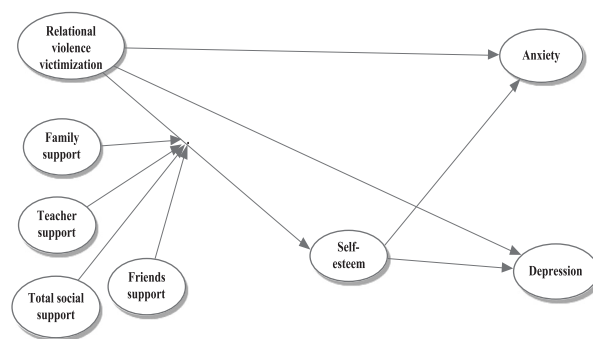 Relational
violence
victimization
Anxiety
Family
support
Teacher
support
Self-
esteem
Friends
support
Depression
Total social
support